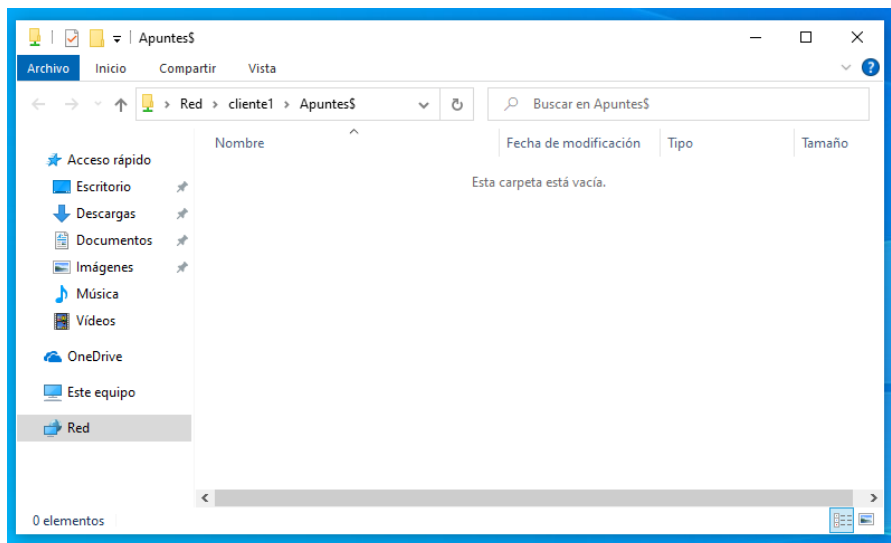 Apuntes$
Archivo Inicio Compartir Vista
Red cliente1 Apuntes$ Buscar en Apuntes$
Nombre Fecha de modificación Tipo Tamaño
Esta carpeta está vacía.
Acceso rápido
Escritorio
Descargas
Documentos
Imágenes
Música
Vídeos
OneDrive
Este equipo
Red
0 elementos